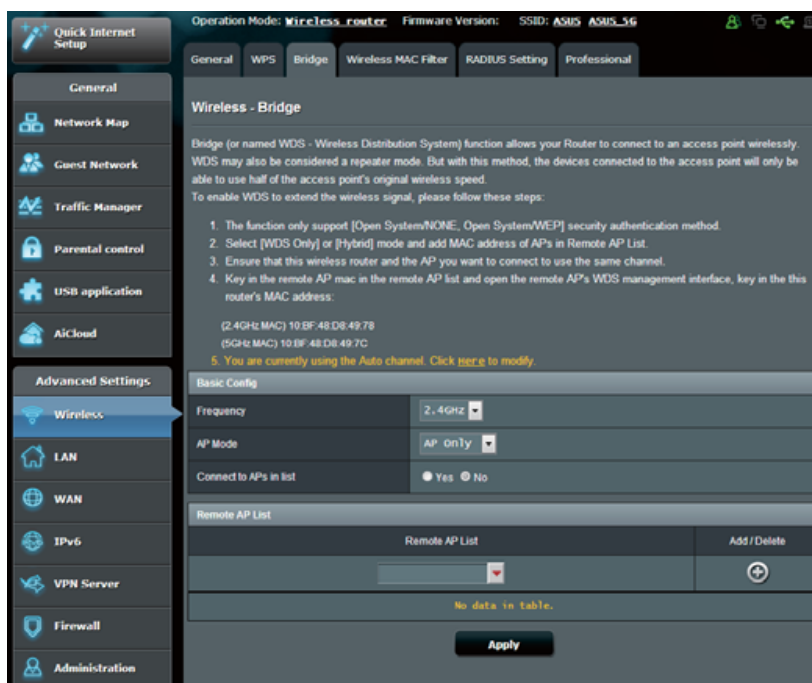 Quick Internet
Setup
Operation Mode: Wireless router Firmware Version: SSID: ASUS ASUS_5G
General WPS Bridge Wireless MAC Filter RADIUS Setting Professional
General
Network Map
Guest Network
Traffic Manager
Parental control
USB application
AiCloud
Advanced Settings
Wireless
LAN
WAN
IPv6
VPN Server
Firewall
Administration
Wireless - Bridge
Bridge (or named WDS - Wireless Distribution System) function allows your Router to connect to an access point wirelessly.
WDS may also be considered a repeater mode. But with this method, the devices connected to the access point will only be
able to use half of the access point's original wireless speed.
To enable WDS to extend the wireless signal, please follow these steps:
1. The function only support [Open System/NONE, Open System/WEP] security authentication method.
2. Select [WDS Only] or [Hybrid] mode and add MAC address of APs in Remote AP List.
3. Ensure that this wireless router and the AP you want to connect to use the same channel.
4. Key in the remote AP mac in the remote AP list and open the remote AP's WDS management interface, key in the this
router's MAC address:
(2.4GHz MAC) 10:BF:48:D8:49:78
(5GHz MAC) 10:BF:48:D8:49:7C
5. You are currently using the Auto channel. Click Here to modify.
Basic Config
Frequency 2.4GHz
AP Mode AP Only
Connect to APs in list Yes No
Remote AP List
Remote AP List Add / Delete
No data in table.
Apply